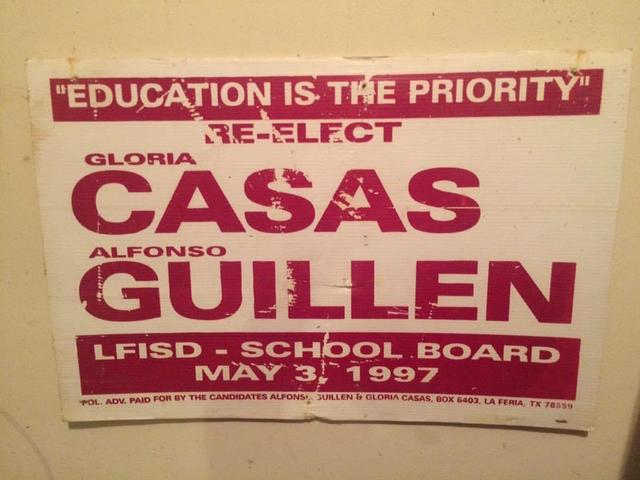 "EDUCATION IS THE PRIORITY"
RE-ELECT
GLORIA
CASAS
ALFONSO
GUILLEN
LFISD - SCHOOL BOARD
MAY 3, 1997
POL. ADV. PAID FOR BY THE CANDIDATES ALFONSO GUILLEN & GLORIA CASAS, BOX 6403, LA FERIA, TX 78559